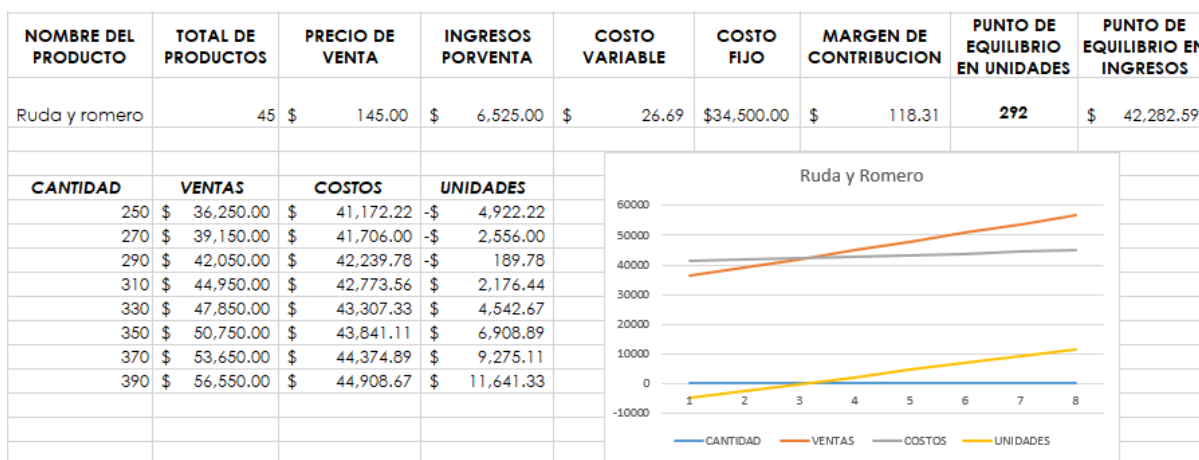 NOMBRE DEL PRODUCTO TOTAL DE PRODUCTOS PRECIO DE VENTA INGRESOS PORVENTA COSTO VARIABLE COSTO FIJO MARGEN DE CONTRIBUCION PUNTO DE EQUILIBRIO EN UNIDADES PUNTO DE EQUILIBRIO EN INGRESOS
Ruda y romero 45 $ 145.00 $ 6,525.00 $ 26.69 $34,500.00 $ 118.31 292 $ 42,282.59
CANTIDAD VENTAS COSTOS UNIDADES
250 $ 36,250.00 $ 41,172.22 -$ 4,922.22
270 $ 39,150.00 $ 41,706.00 -$ 2,556.00
290 $ 42,050.00 $ 42,239.78 -$ 189.78
310 $ 44,950.00 $ 42,773.56 $ 2,176.44
330 $ 47,850.00 $ 43,307.33 $ 4,542.67
350 $ 50,750.00 $ 43,841.11 $ 6,908.89
370 $ 53,650.00 $ 44,374.89 $ 9,275.11
390 $ 56,550.00 $ 44,908.67 $ 11,641.33
Ruda y Romero
60000
50000
40000
30000
20000
10000
0
-10000
1 2 3 4 5 6 7 8
CANTIDAD VENTAS COSTOS UNIDADES